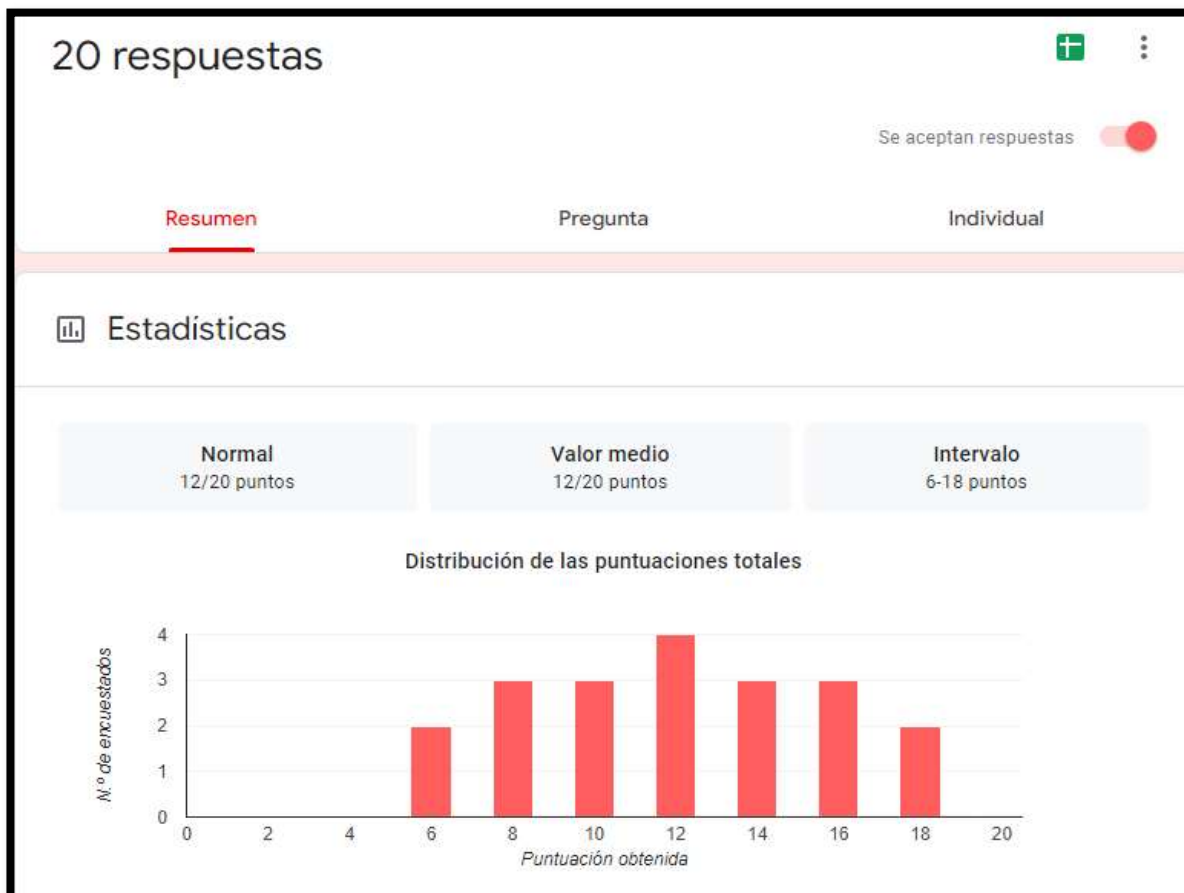 20 respuestas
Se aceptan respuestas
Resumen Pregunta Individual
Estadísticas
Normal Valor medio Intervalo
12/20 puntos 12/20 puntos 6-18 puntos
Distribución de las puntuaciones totales
N.º de encuestados
4
3
2
1
0
0 2 4 6 8 10 12 14 16 18 20
Puntuación obtenida